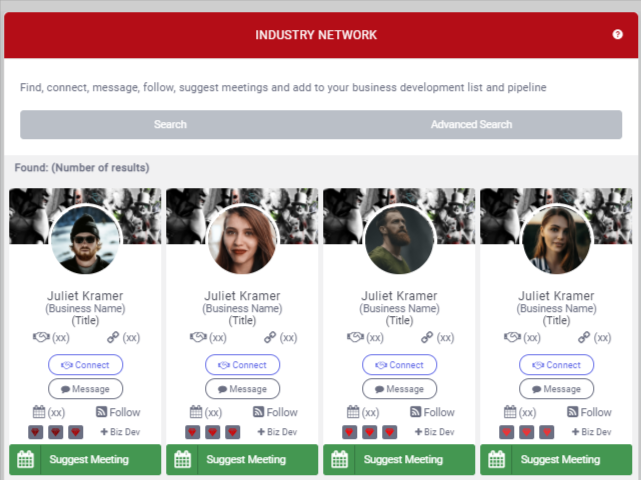 INDUSTRY NETWORK
Find, connect, message, follow, suggest meetings and add to your business development list and pipeline
Search Advanced Search
Found: (Number of results)
Juliet Kramer Juliet Kramer Juliet Kramer Juliet Kramer
(Business Name) (Business Name) (Business Name) (Business Name)
(Title) (Title) (Title) (Title)
(xx) (xx) (xx) (xx) (xx) (xx) (xx) (xx)
Connect Connect Connect Connect
Message Message Message Message
(xx) Follow (xx) Follow (xx) Follow (xx) Follow
+ Biz Dev + Biz Dev + Biz Dev + Biz Dev
Suggest Meeting Suggest Meeting Suggest Meeting Suggest Meeting